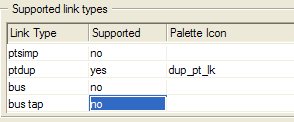 Supported link types
Link Type Supported Palette Icon
ptsimp no
ptdup yes dup_pt_lk
bus no
bus tap no